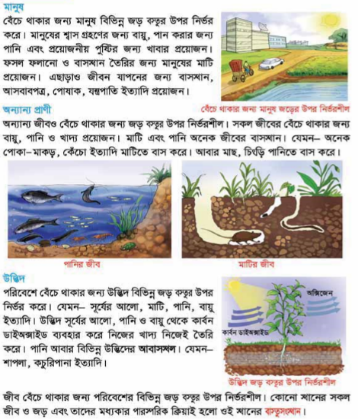 মানুষ
বেঁচে থাকার জন্য মানুষ বিভিন্ন জড় বস্তুর উপর নির্ভর
করে। মানুষের শ্বাস গ্রহণের জন্য বায়ু, পান করার জন্য
পানি এবং প্রয়োজনীয় পুষ্টির জন্য খাবার প্রয়োজন।
ফসল ফলানো ও বাসস্থান তৈরির জন্য মানুষের মাটি
প্রয়োজন। এছাড়াও জীবন যাপনের জন্য বাসস্থান,
আসবাবপত্র, পোষাক, যন্ত্রপাতি ইত্যাদি প্রয়োজন।
বেঁচে থাকার জন্য মানুষ জড়ের উপর নির্ভরশীল
অন্যান্য প্রাণী
অন্যান্য জীবও বেঁচে থাকার জন্য জড় বস্তুর উপর নির্ভরশীল। সকল জীবের বেঁচে থাকার জন্য
বায়ু, পানি ও খাদ্য প্রয়োজন। মাটি এবং পানি অনেক জীবের বাসস্থান। যেমন– অনেক
পোকা-মাকড়, কেঁচো ইত্যাদি মাটিতে বাস করে। আবার মাছ, চিংড়ি পানিতে বাস করে।
পানির জীব
মাটির জীব
উদ্ভিদ
পরিবেশে বেঁচে থাকার জন্য উদ্ভিদ বিভিন্ন জড় বস্তুর উপর
নির্ভর করে। যেমন– সূর্যের আলো, মাটি, পানি, বায়ু
ইত্যাদি। উদ্ভিদ সূর্যের আলো, পানি ও বায়ু থেকে কার্বন
ডাইঅক্সাইড ব্যবহার করে নিজের খাদ্য নিজেই তৈরি
করে। পানি আবার বিভিন্ন উদ্ভিদের আবাসস্থল। যেমন–
শাপলা, কচুরিপানা ইত্যাদি।
অক্সিজেন
কার্বন ডাইঅক্সাইড
উদ্ভিদ জড় বস্তুর উপর নির্ভরশীল
জীব বেঁচে থাকার জন্য পরিবেশের বিভিন্ন জড় বস্তুর উপর নির্ভরশীল। কোনো স্থানের সকল
জীব ও জড় এবং তাদের মধ্যকার পারস্পরিক ক্রিয়াই হলো ওই স্থানের বাস্তুসংস্থান।